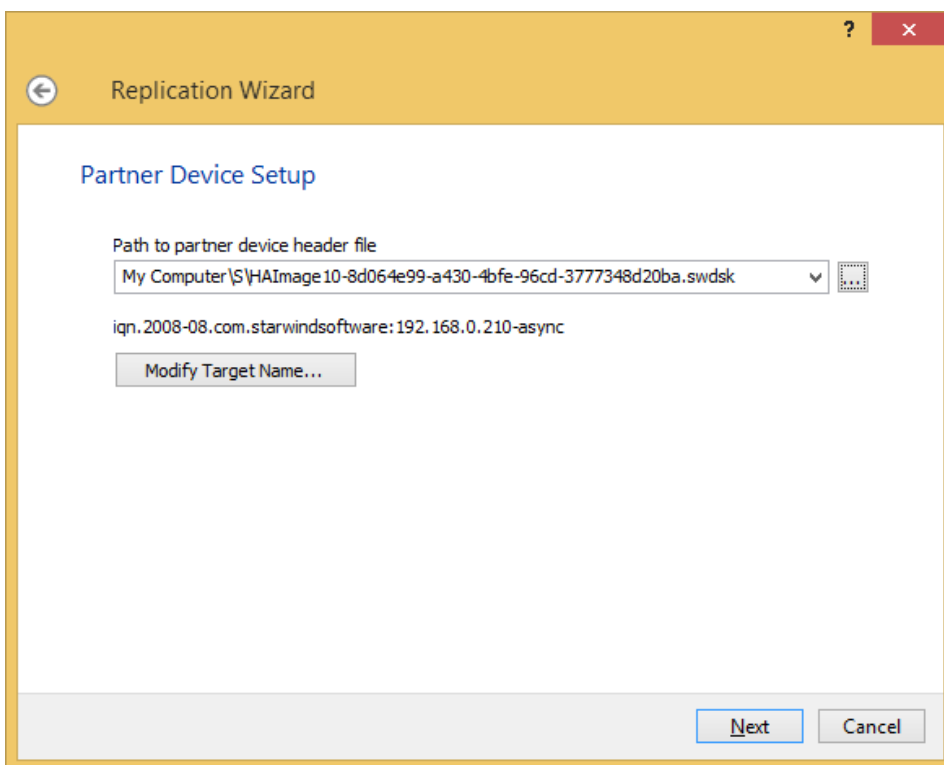 ?
Replication Wizard
Partner Device Setup
Path to partner device header file
My Computer\S\HAImage10-8d064e99-a430-4bfe-96cd-3777348d20ba.swdsk
...
iqn.2008-08.com.starwindsoftware:192.168.0.210-async
Modify Target Name...
Next Cancel